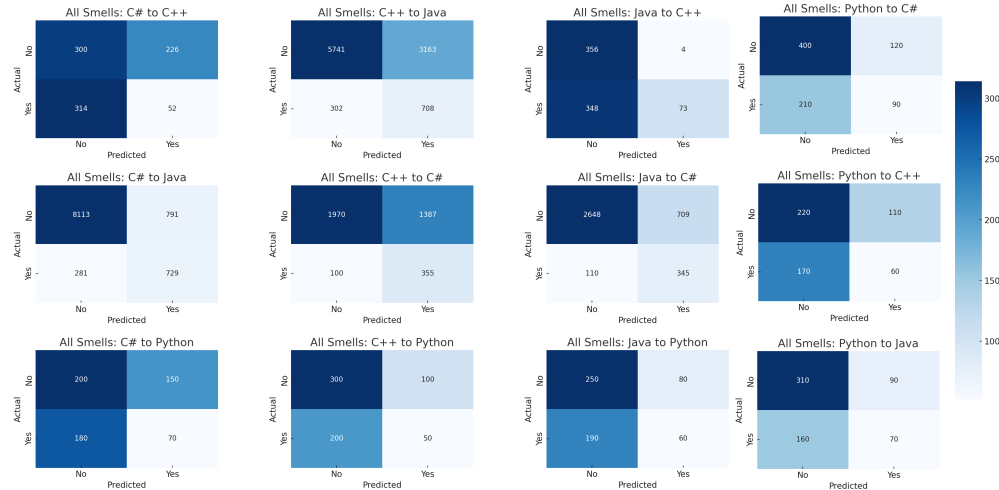 All Smells: C# to C++
Actual
No
Yes
300
226
314
52
No
Yes
Predicted
All Smells: C++ to Java
Actual
No
Yes
5741
3163
302
708
No
Yes
Predicted
All Smells: Java to C++
Actual
No
Yes
356
4
348
73
No
Yes
Predicted
All Smells: Python to C#
Actual
No
Yes
400
120
210
90
No
Yes
Predicted
All Smells: C# to Java
Actual
No
Yes
8113
791
281
729
No
Yes
Predicted
All Smells: C++ to C#
Actual
No
Yes
1970
1387
100
355
No
Yes
Predicted
All Smells: Java to C#
Actual
No
Yes
2648
709
110
345
No
Yes
Predicted
All Smells: Python to C++
Actual
No
Yes
220
110
170
60
No
Yes
Predicted
All Smells: C# to Python
Actual
No
Yes
200
150
180
70
No
Yes
Predicted
All Smells: C++ to Python
Actual
No
Yes
300
100
200
50
No
Yes
Predicted
All Smells: Java to Python
Actual
No
Yes
250
80
190
60
No
Yes
Predicted
All Smells: Python to Java
Actual
No
Yes
310
90
160
70
No
Yes
Predicted
300
250
200
150
100